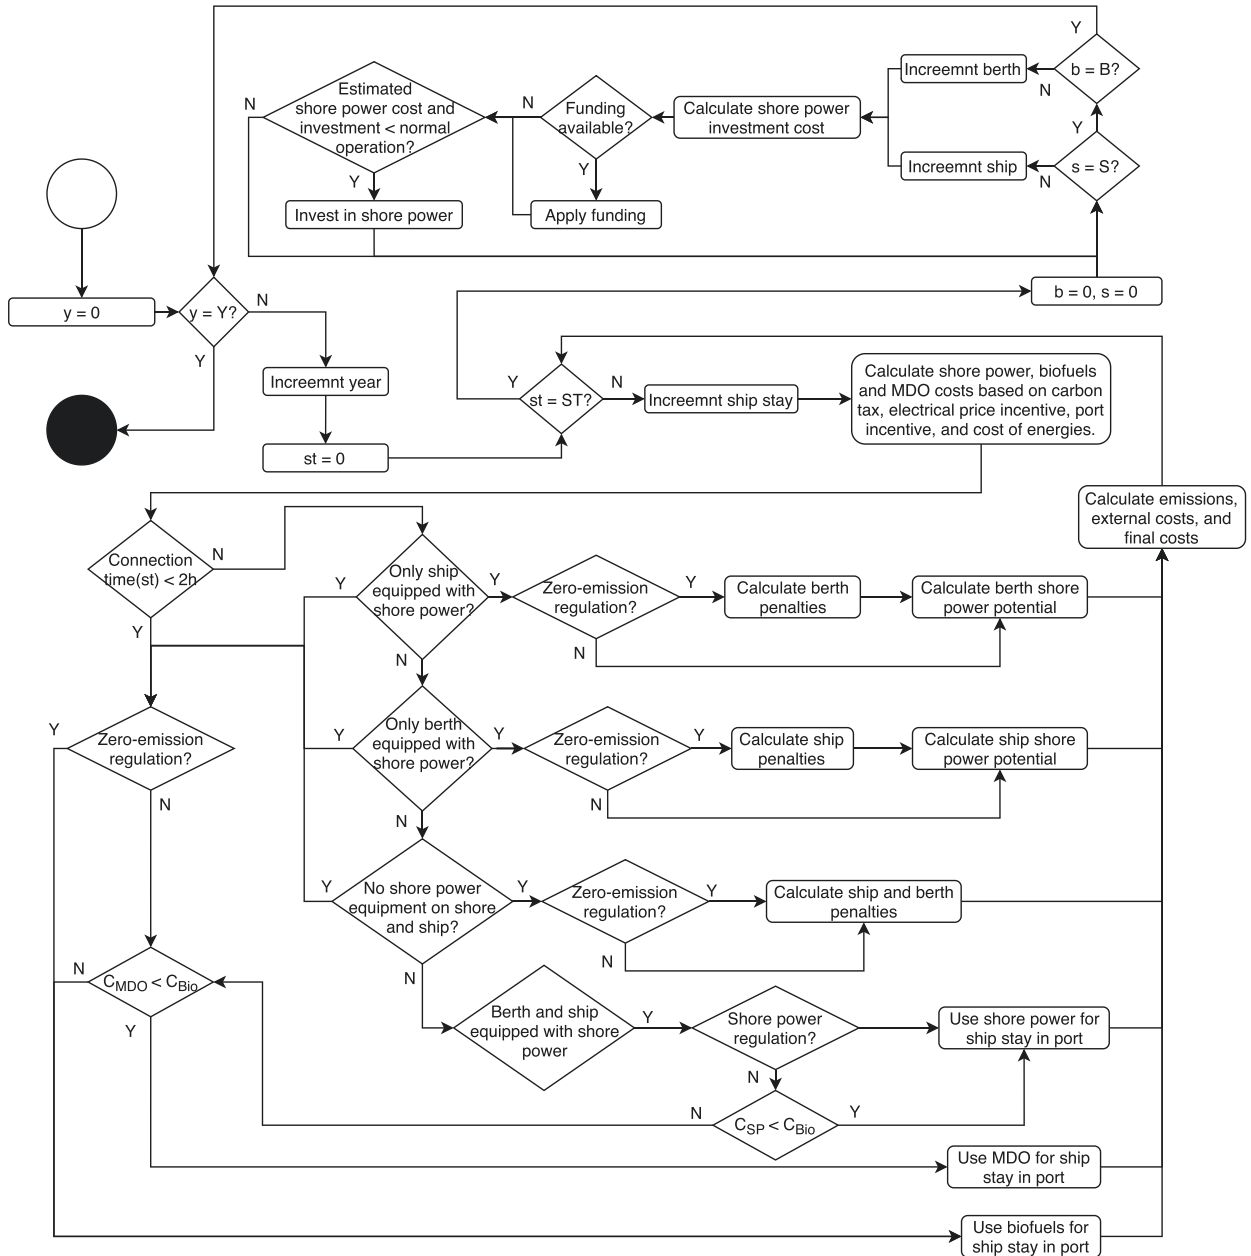 Y
b = B?
Increemnt berth
N
Estimated
shore power cost and
investment < normal
operation?
N
N
Funding
available?
Calculate shore power
investment cost
Y
s = S?
Increemnt ship
N
Y
Y
Invest in shore power
Apply funding
b = 0, s = 0
y = 0
y = Y?
N
Y
Increemnt year
st = 0
Y
st = ST?
N
Increemnt ship stay
Calculate shore power, biofuels
and MDO costs based on carbon
tax, electrical price incentive, port
incentive, and cost of energies.
Calculate emissions,
external costs, and
final costs
Connection
time(st) < 2h
N
Y
Y
Only ship
equipped with
shore power?
Y
N
Zero-emission
regulation?
Y
N
Calculate berth
penalties
Calculate berth shore
power potential
Zero-emission
regulation?
Y
N
Y
Only berth
equipped with
shore power?
Y
N
Zero-emission
regulation?
Y
N
Calculate ship
penalties
Calculate ship shore
power potential
Y
No shore power
equipment on shore
and ship?
Y
N
Zero-emission
regulation?
Y
N
Calculate ship and berth
penalties
N
CMDO < CBio
Y
Berth and ship
equipped with shore
power
Y
Shore power
regulation?
N
Use shore power for
ship stay in port
N
CSP < CBio
Y
Use MDO for ship
stay in port
Use biofuels for
ship stay in port